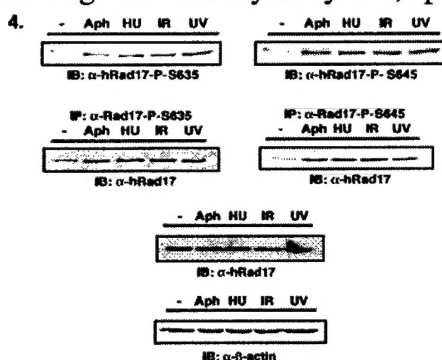 4.
- Aph HU IR UV
IB: α-hRad17-P-S635
- Aph HU IR UV
IB: α-hRad17-P- S645
IP: α-Rad17-P-S635
- Aph HU IR UV
IB: α-hRad17
IP: α-Rad17-P-S645
- Aph HU IR UV
IB: α-hRad17
- Aph HU IR UV
IB: α-hRad17
- Aph HU IR UV
IB: α-β-actin